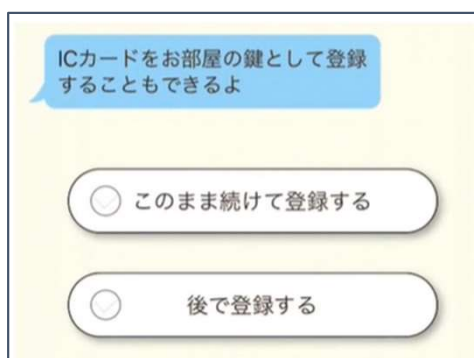 ICカードをお部屋の鍵として登録
することもできるよ
このまま続けて登録する
後で登録する